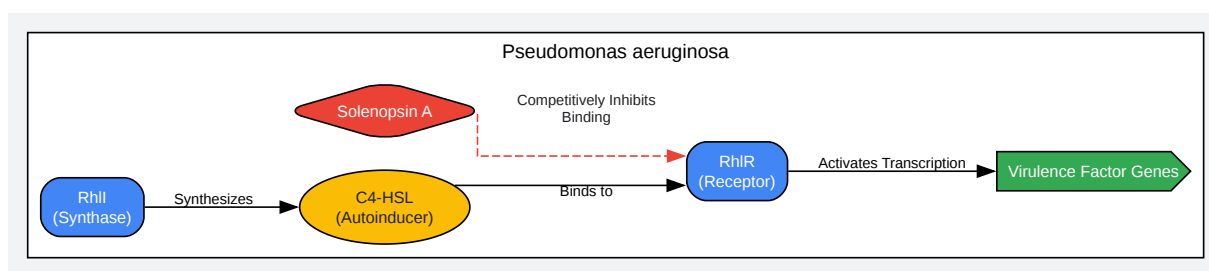 Pseudomonas aeruginosa
Solenopsin A
Competitively Inhibits
Binding
RhlI
(Synthase)
Synthesizes
C4-HSL
(Autoinducer)
Binds to
RhlR
(Receptor)
Activates Transcription
Virulence Factor Genes